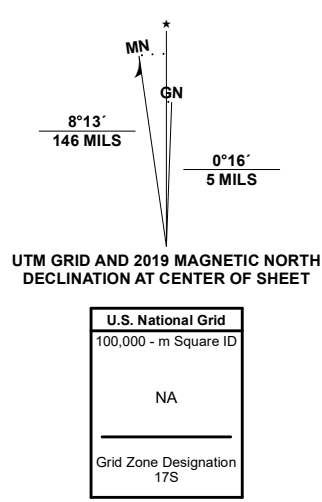 MN
GN
8°13´
146 MILS
0°16´
5 MILS
UTM GRID AND 2019 MAGNETIC NORTH
DECLINATION AT CENTER OF SHEET
U.S. National Grid
100,000 - m Square ID
NA
Grid Zone Designation
17S